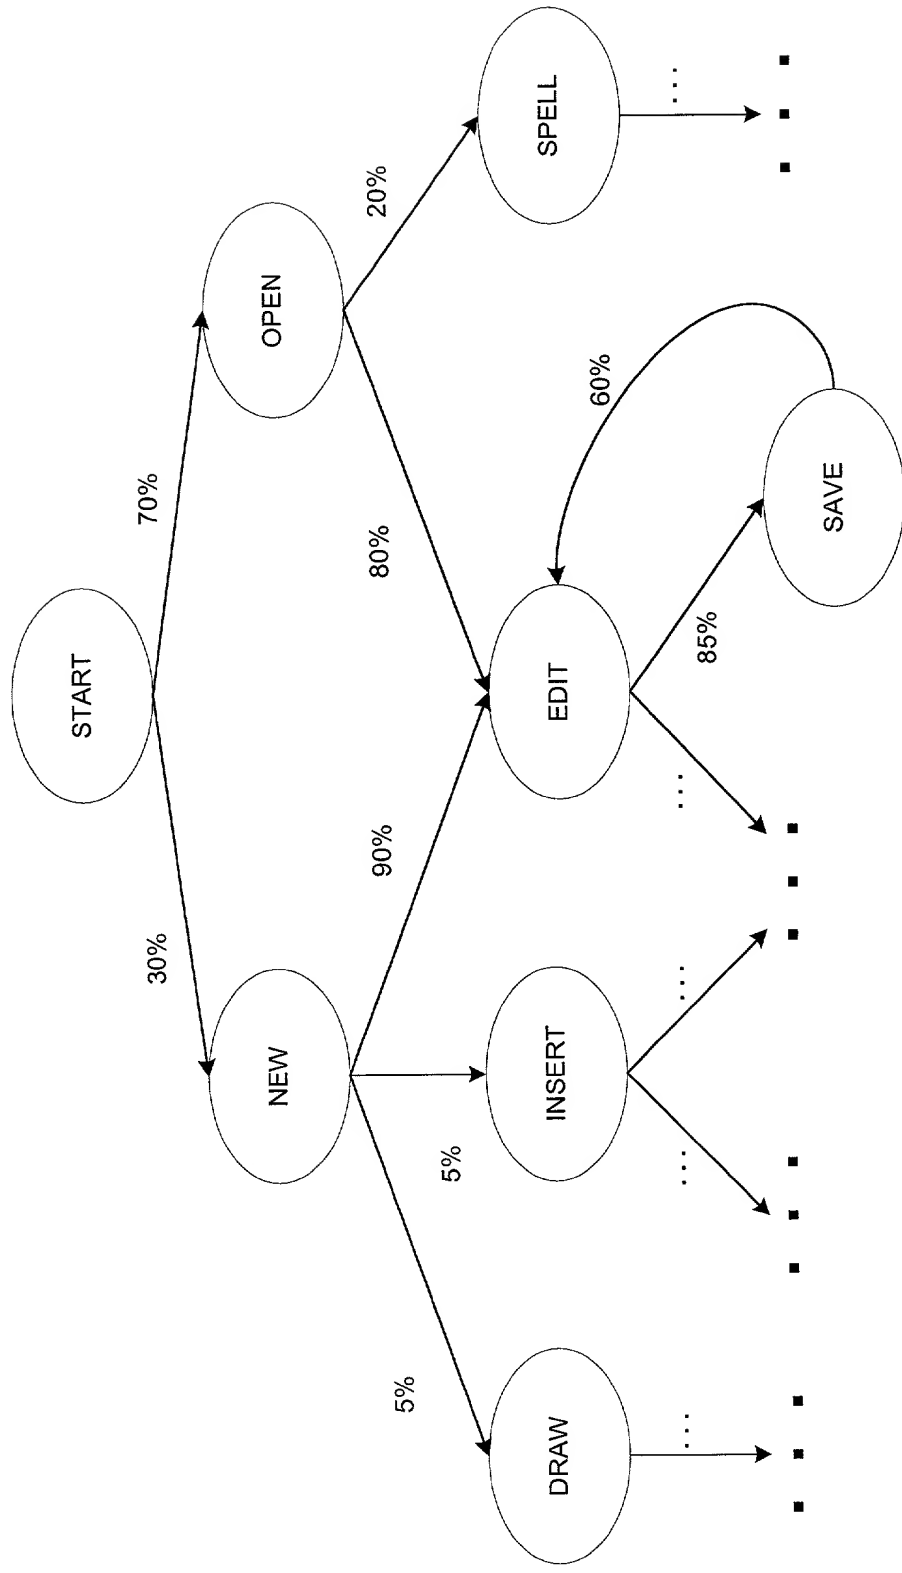 START
30%
70%
NEW
OPEN
5%
5%
90%
80%
20%
DRAW
INSERT
EDIT
SPELL
...
...
...
...
85%
60%
...
SAVE